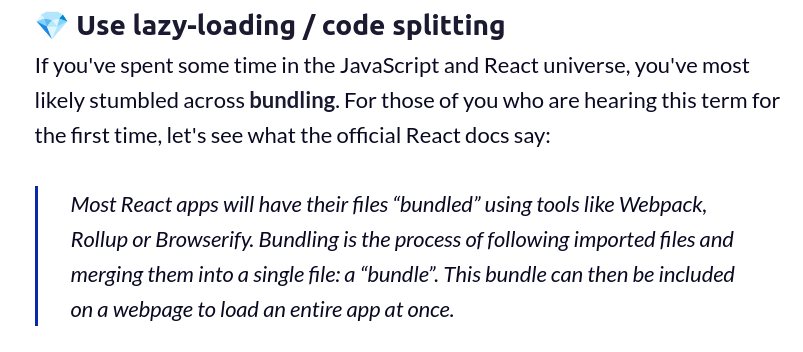 💎 Use lazy-loading / code splitting
If you've spent some time in the JavaScript and React universe, you've most
likely stumbled across bundling. For those of you who are hearing this term for
the first time, let's see what the official React docs say:
Most React apps will have their files “bundled” using tools like Webpack,
Rollup or Browserify. Bundling is the process of following imported files and
merging them into a single file: a “bundle”. This bundle can then be included
on a webpage to load an entire app at once.